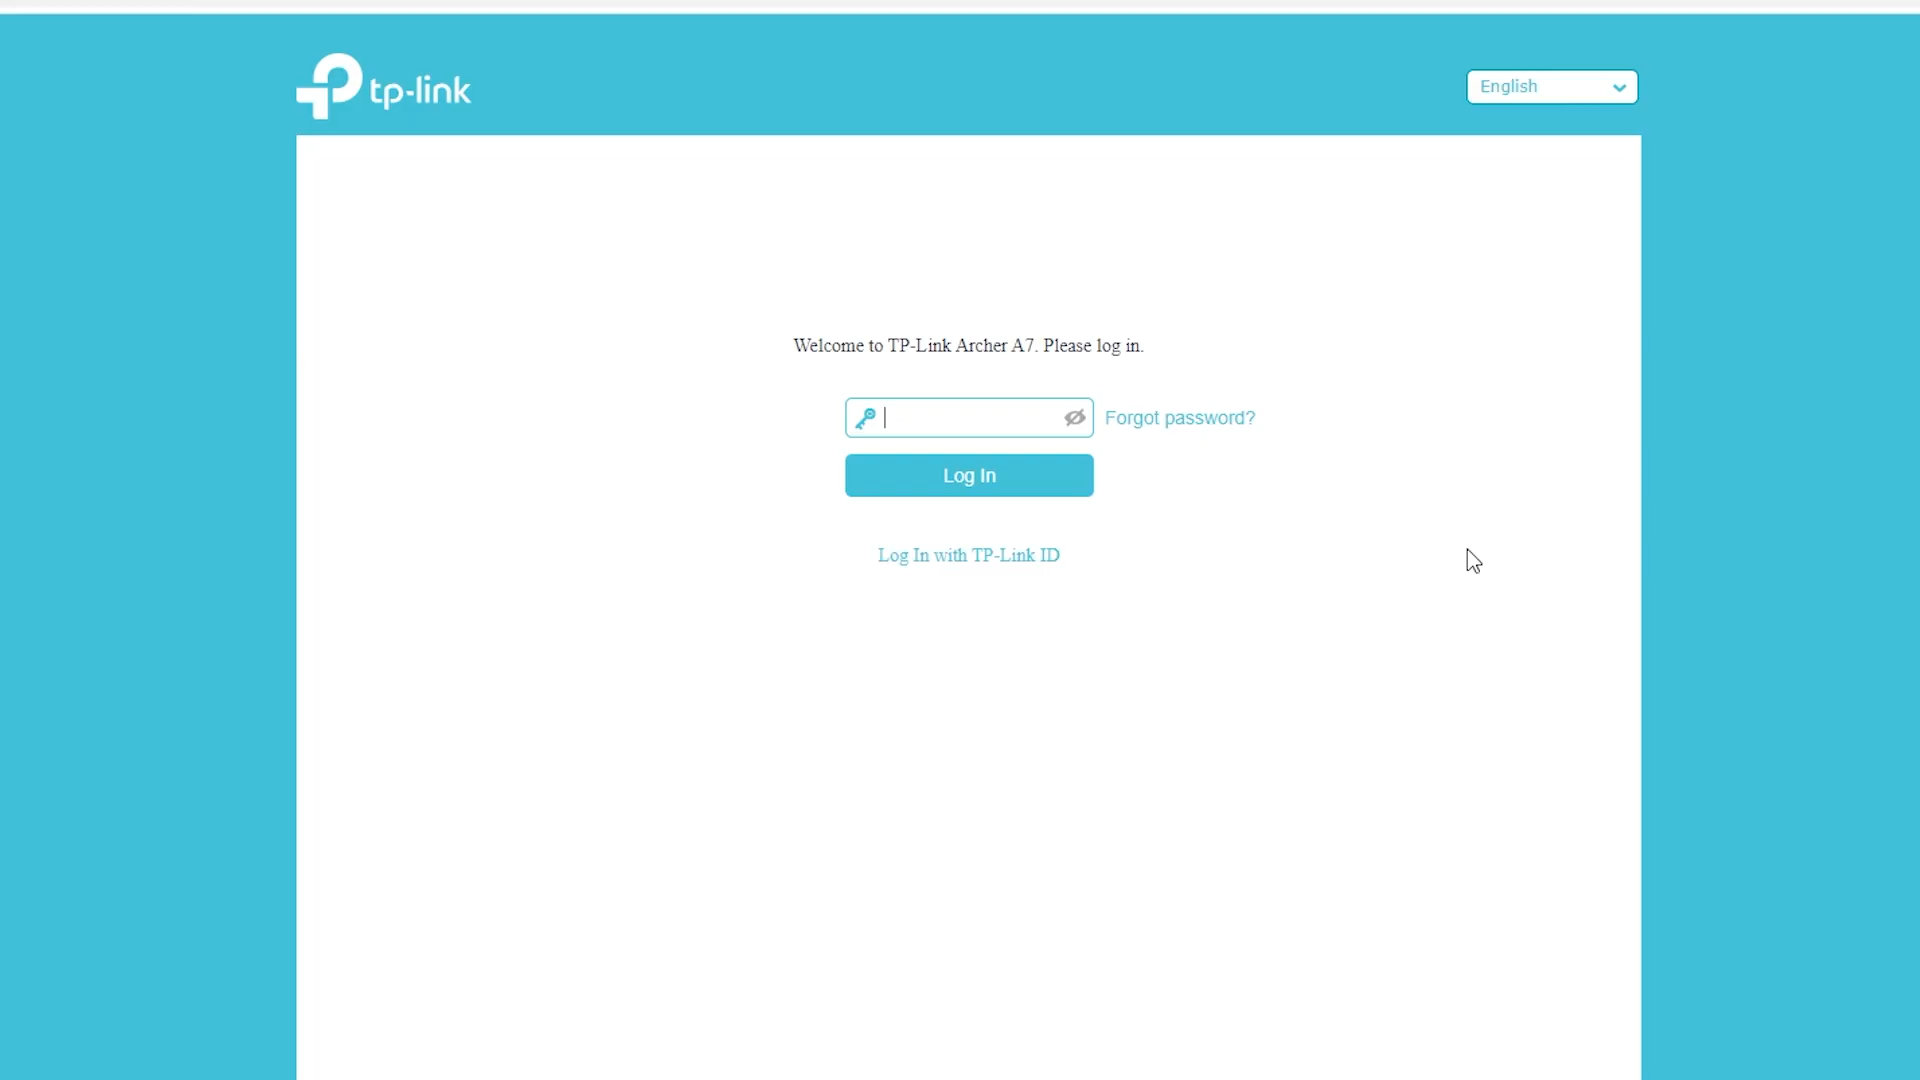 tp-link
English
Welcome to TP-Link Archer A7. Please log in.
Forgot password?
Log In
Log In with TP-Link ID